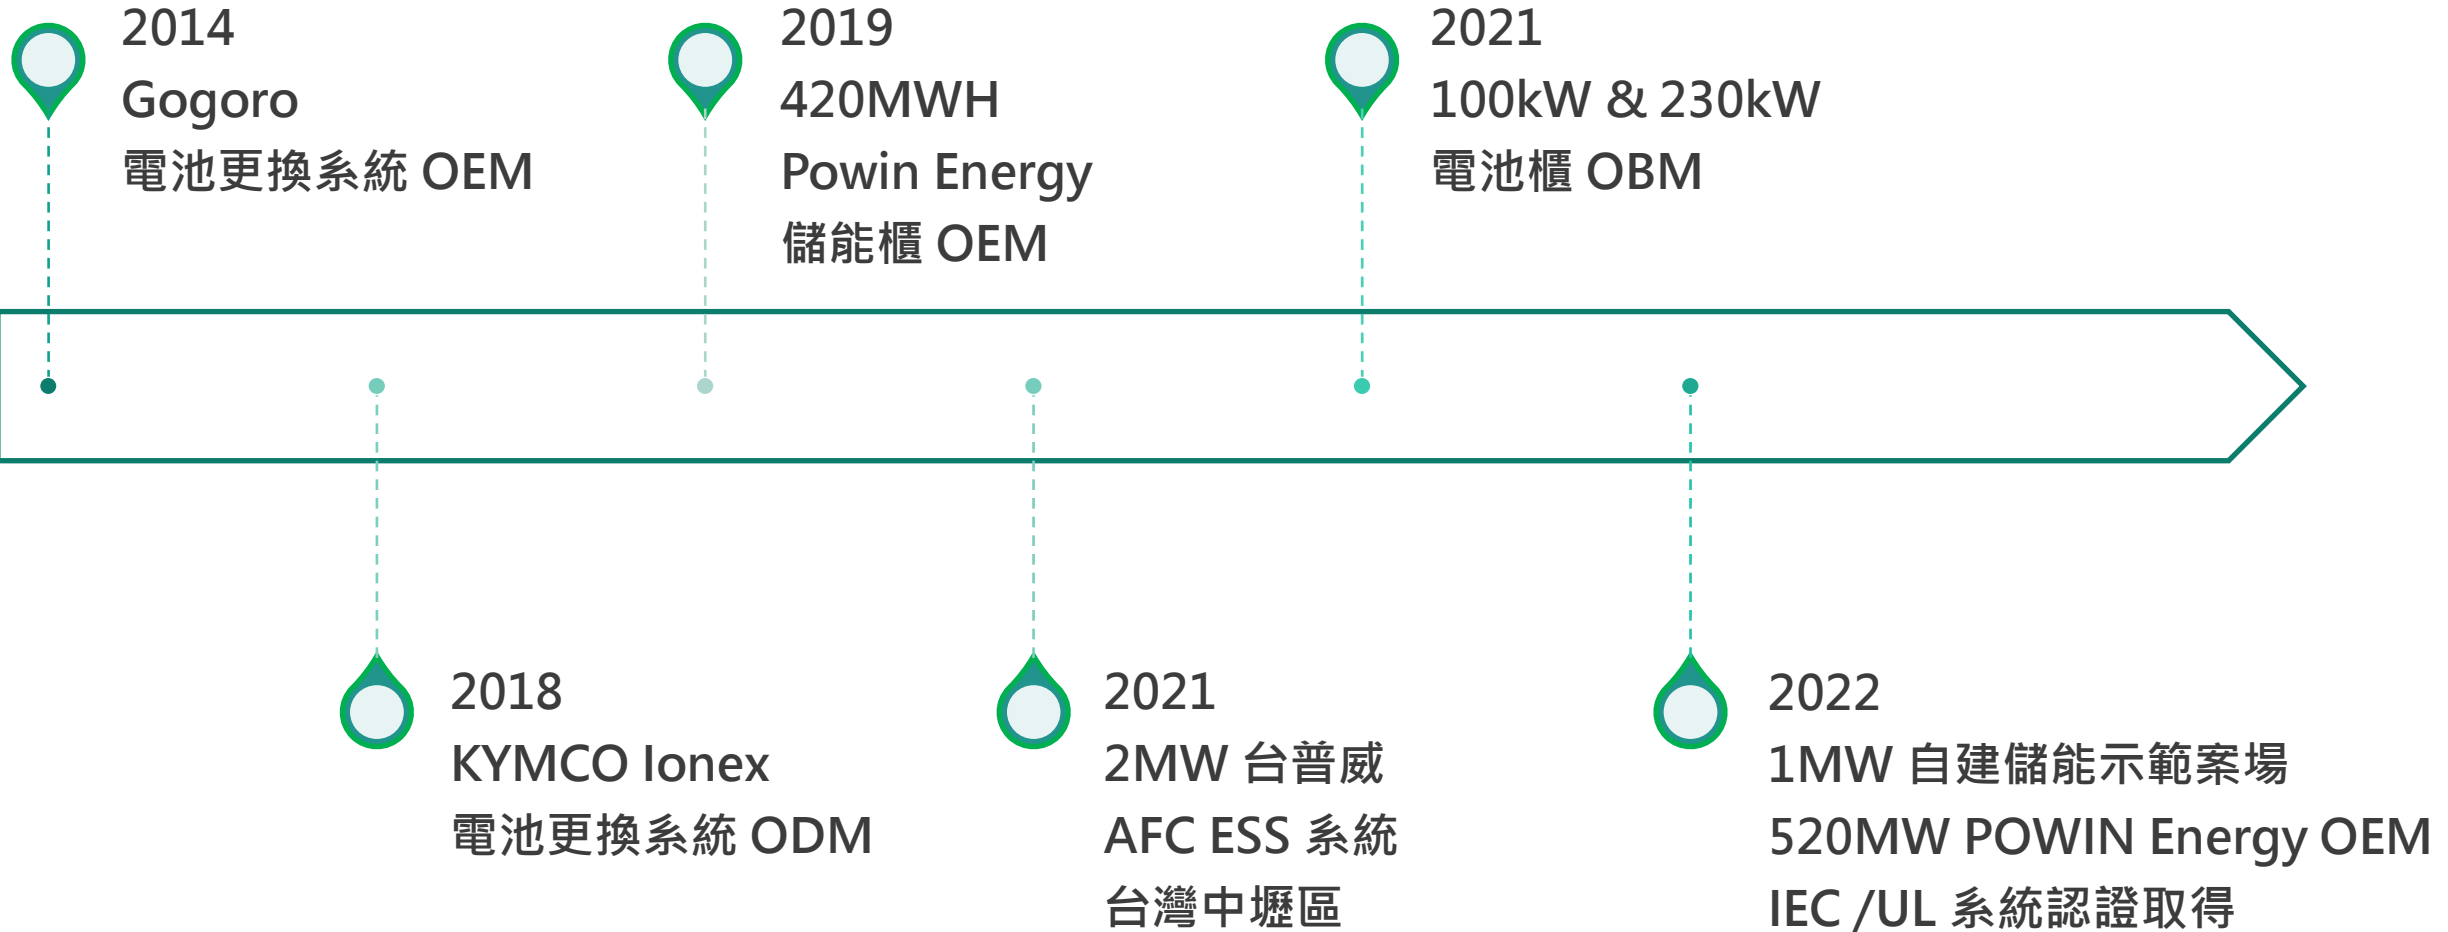 2014
Gogoro
電池更換系統 OEM
2018
KYMCO Ionex
電池更換系統 ODM
2019
420MWH
Powin Energy
儲能櫃 OEM
2021
2MW 台普威
AFC ESS 系統
台灣中壢區
2021
100kW & 230kW
電池櫃 OBM
2022
1MW 自建儲能示範案場
520MW POWIN Energy OEM
IEC /UL 系統認證取得